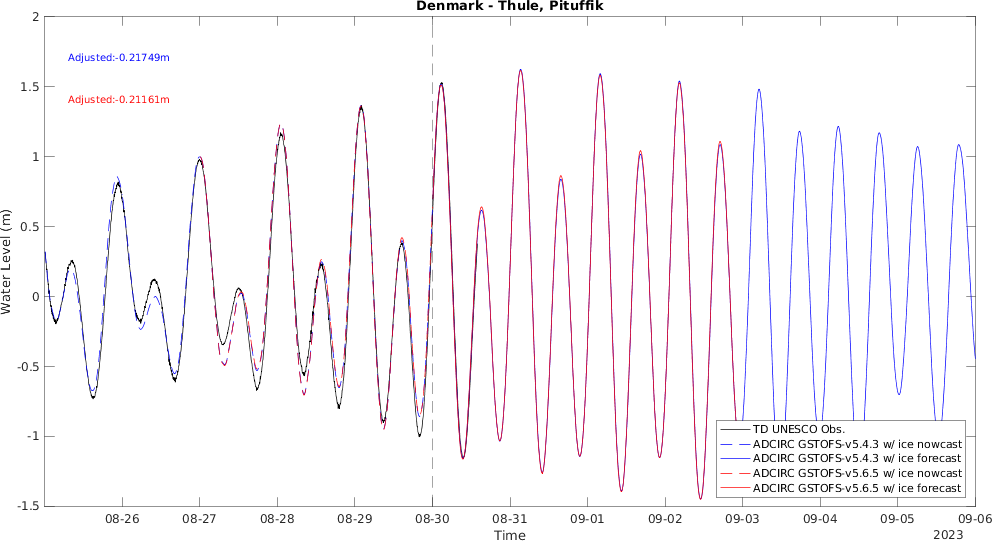 Denmark - Thule, Pituffik
Adjusted:-0.21749m
Adjusted:-0.21161m
Water Level (m)
2
1.5
1
0.5
0
-0.5
-1
-1.5
TD UNESCO Obs.
ADCIRC GSTOFS-v5.4.3 w/ ice nowcast
ADCIRC GSTOFS-v5.4.3 w/ ice forecast
ADCIRC GSTOFS-v5.6.5 w/ ice nowcast
ADCIRC GSTOFS-v5.6.5 w/ ice forecast
08-26 08-27 08-28 08-29 08-30 08-31 09-01 09-02 09-03 09-04 09-05 09-06
Time
2023